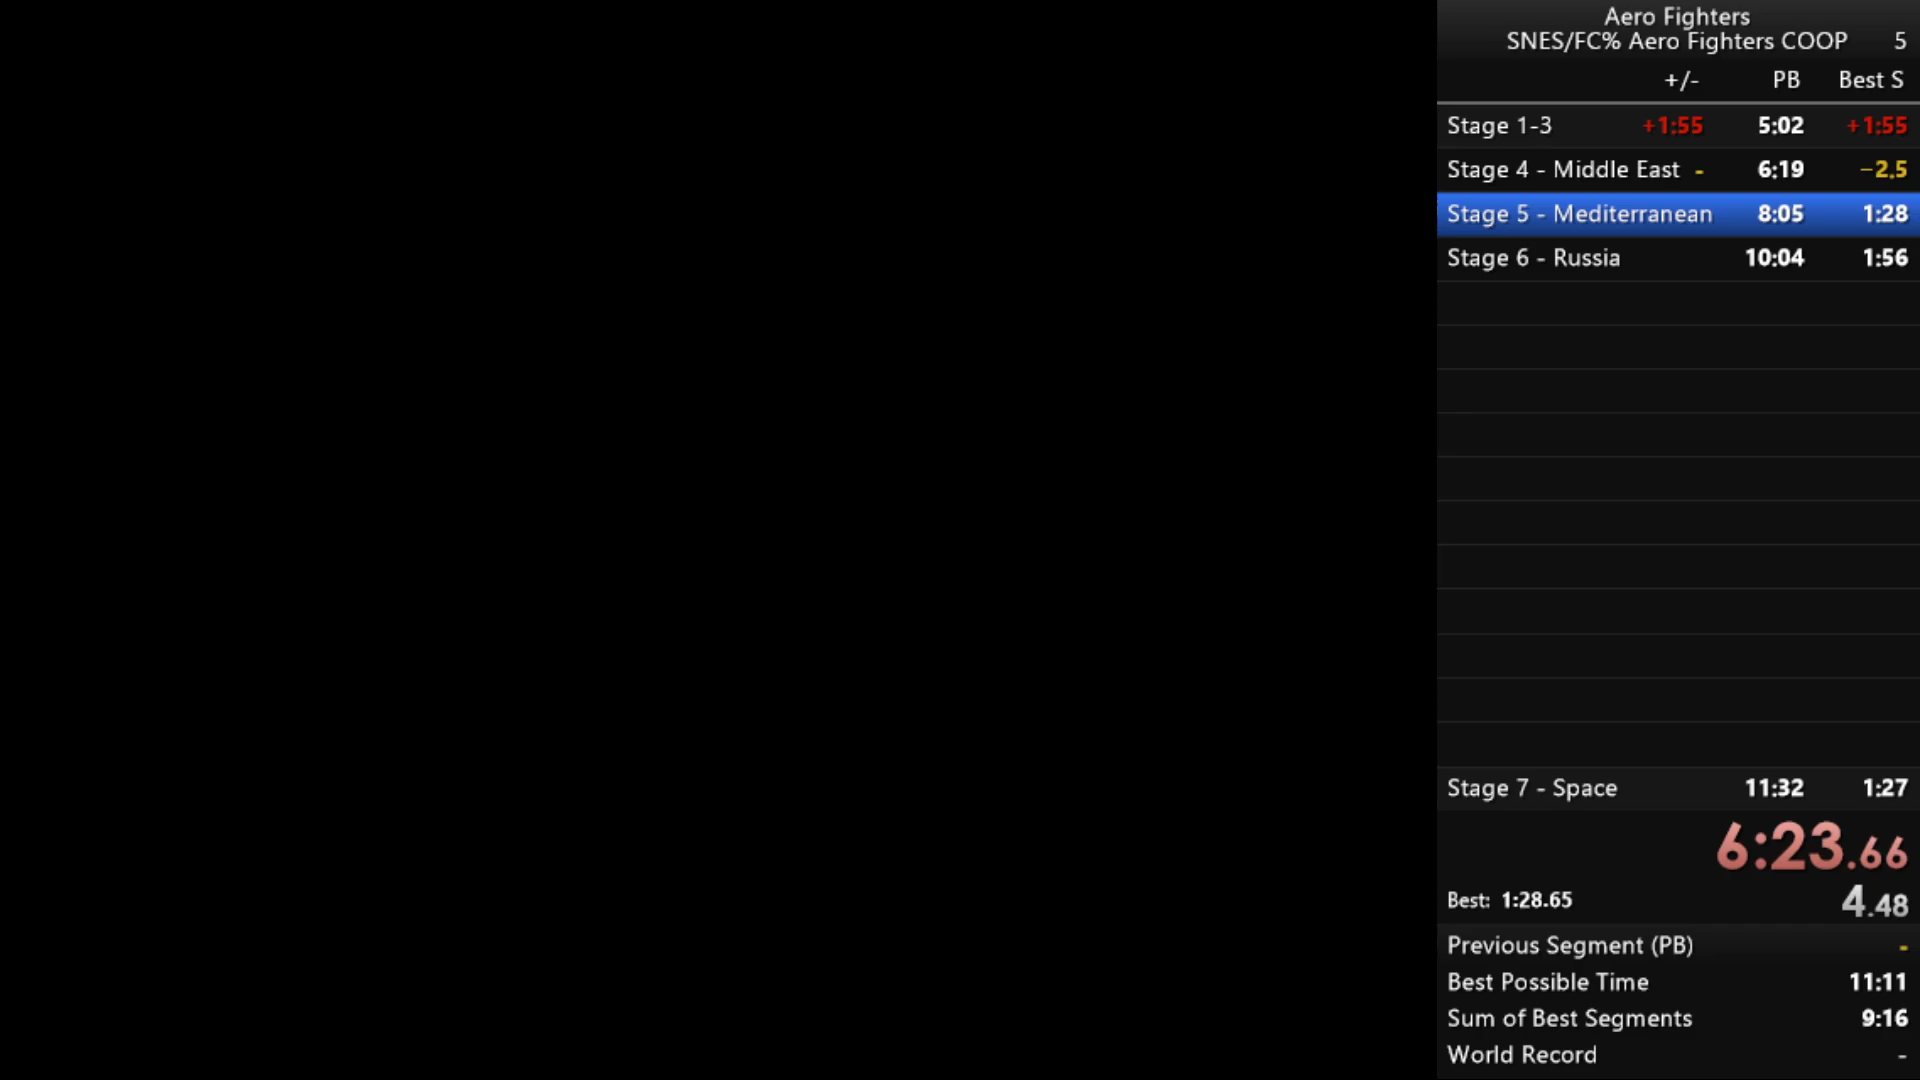 Aero Fighters
SNES/FC% Aero Fighters COOP 5
+/- PB Best S
Stage 1-3 +1:55 5:02 +1:55
Stage 4 - Middle East - 6:19 −2.5
Stage 5 - Mediterranean 8:05 1:28
Stage 6 - Russia 10:04 1:56
Stage 7 - Space 11:32 1:27
6:23.66
Best: 1:28.65 4.48
Previous Segment (PB) -
Best Possible Time 11:11
Sum of Best Segments 9:16
World Record -